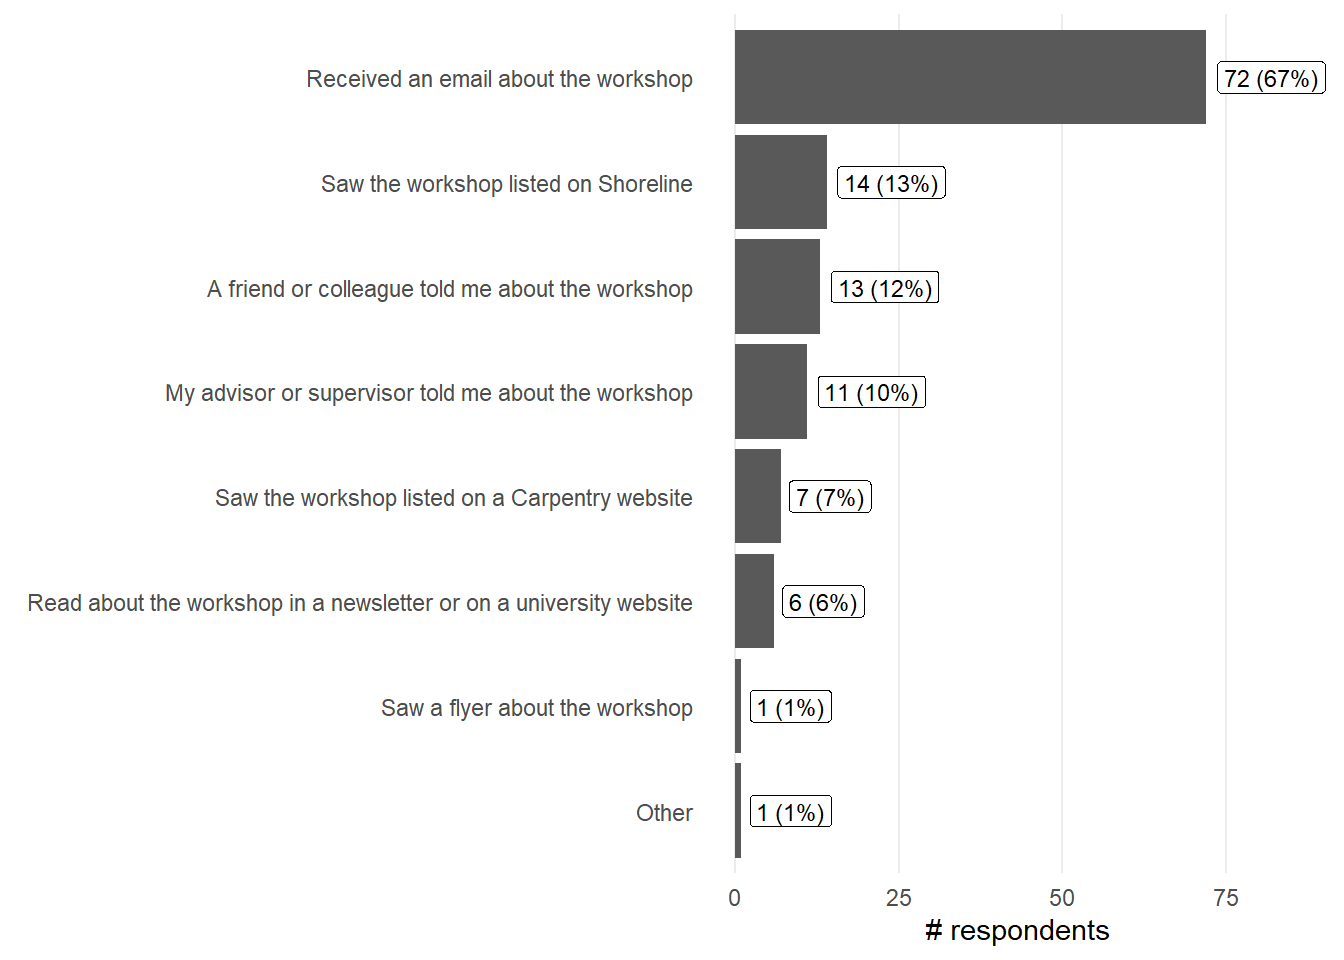 Received an email about the workshop 72 (67%)
Saw the workshop listed on Shoreline 14 (13%)
A friend or colleague told me about the workshop 13 (12%)
My advisor or supervisor told me about the workshop 11 (10%)
Saw the workshop listed on a Carpentry website 7 (7%)
Read about the workshop in a newsletter or on a university website 6 (6%)
Saw a flyer about the workshop 1 (1%)
Other 1 (1%)
0 25 50 75
# respondents